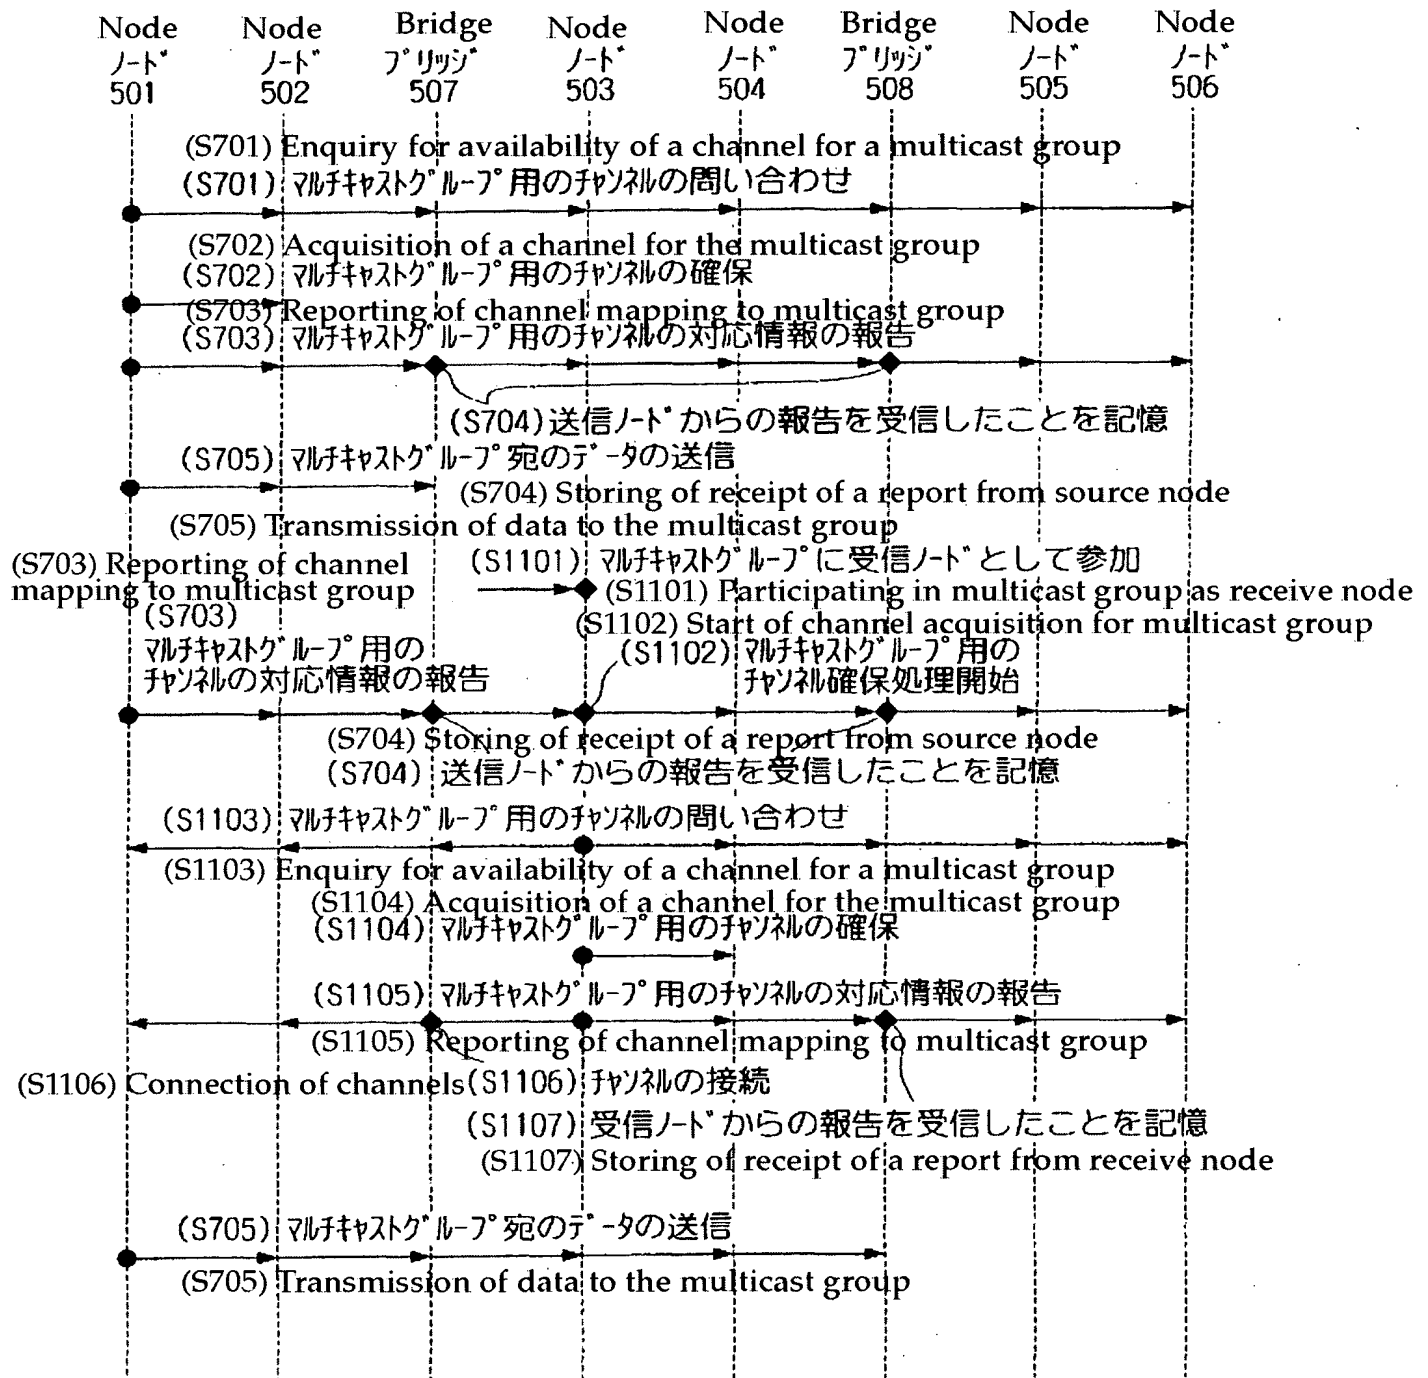 Node Node Bridge Node Node Bridge Node Node
ノード ノード ブリッジ ノード ノード ブリッジ ノード ノード
501 502 507 503 504 508 505 506
(S701) Enquiry for availability of a channel for a multicast group
(S701) マルチキャストグループ用のチャンネルの問い合わせ
(S702) Acquisition of a channel for the multicast group
(S702) マルチキャストグループ用のチャンネルの確保
(S703) Reporting of channel mapping to multicast group
(S703) マルチキャストグループ用のチャンネルの対応情報の報告
(S704) 送信ノードからの報告を受信したことを記憶
(S705) マルチキャストグループ宛のデータの送信
(S704) Storing of receipt of a report from source node
(S705) Transmission of data to the multicast group
(S1101) マルチキャストグループに受信ノードとして参加
(S703) Reporting of channel
mapping to multicast group
(S1101) Participating in multicast group as receive node
(S703)
(S1102) Start of channel acquisition for multicast group
マルチキャストグループ用の
チャンネルの対応情報の報告
(S1102) マルチキャストグループ用の
チャンネル確保処理開始
(S704) Storing of receipt of a report from source node
(S704) 送信ノードからの報告を受信したことを記憶
(S1103) マルチキャストグループ用のチャンネルの問い合わせ
(S1103) Enquiry for availability of a channel for a multicast group
(S1104) Acquisition of a channel for the multicast group
(S1104) マルチキャストグループ用のチャンネルの確保
(S1105) マルチキャストグループ用のチャンネルの対応情報の報告
(S1105) Reporting of channel mapping to multicast group
(S1106) Connection of channels (S1106) チャンネルの接続
(S1107) 受信ノードからの報告を受信したことを記憶
(S1107) Storing of receipt of a report from receive node
(S705) マルチキャストグループ宛のデータの送信
(S705) Transmission of data to the multicast group